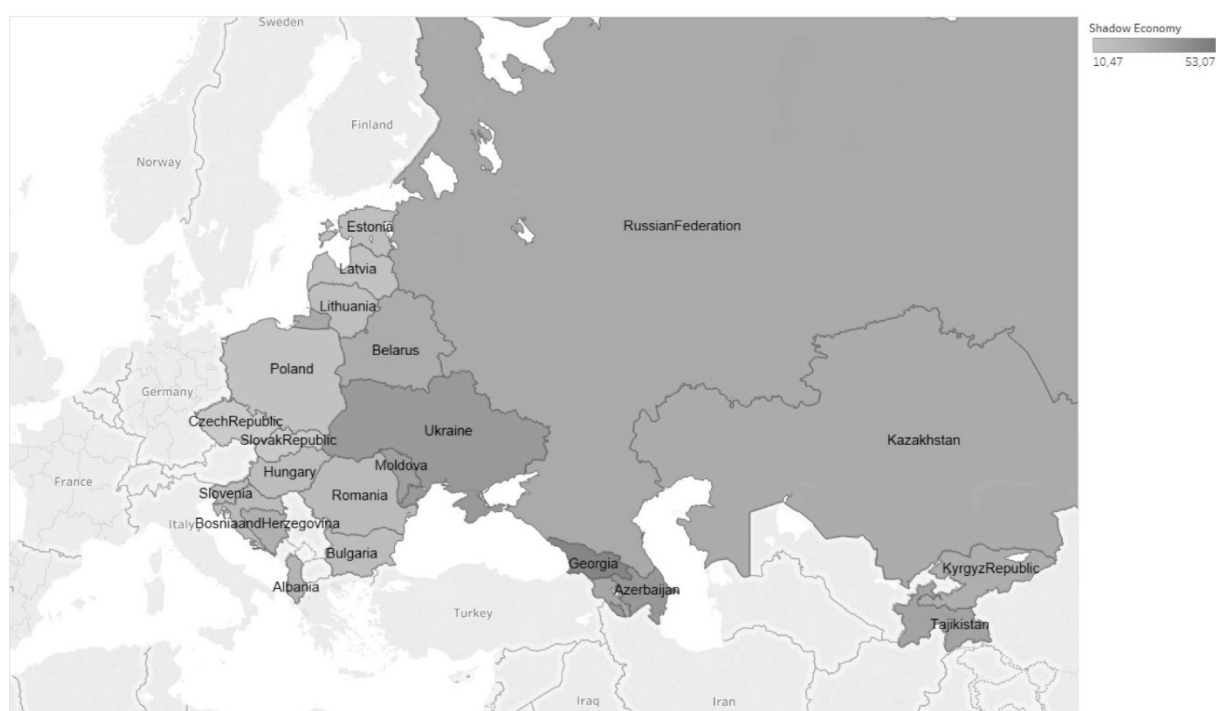 Sweden
Shadow Economy
10,47 53,07
Finland
Norway
RussianFederation
Estonia
Latvia
Lithuania
Belarus
Poland
Germany
CzechRepublic
Ukraine
SlovakRepublic
Kazakhstan
Moldova
Hungary
France
Slovenia
Romania
BosniaandHerzegovina
Italy
Bulgaria
Georgia
KyrgyzRepublic
Albania
Azerbaijan
Turkey
Tajikistan
Iraq
Iran